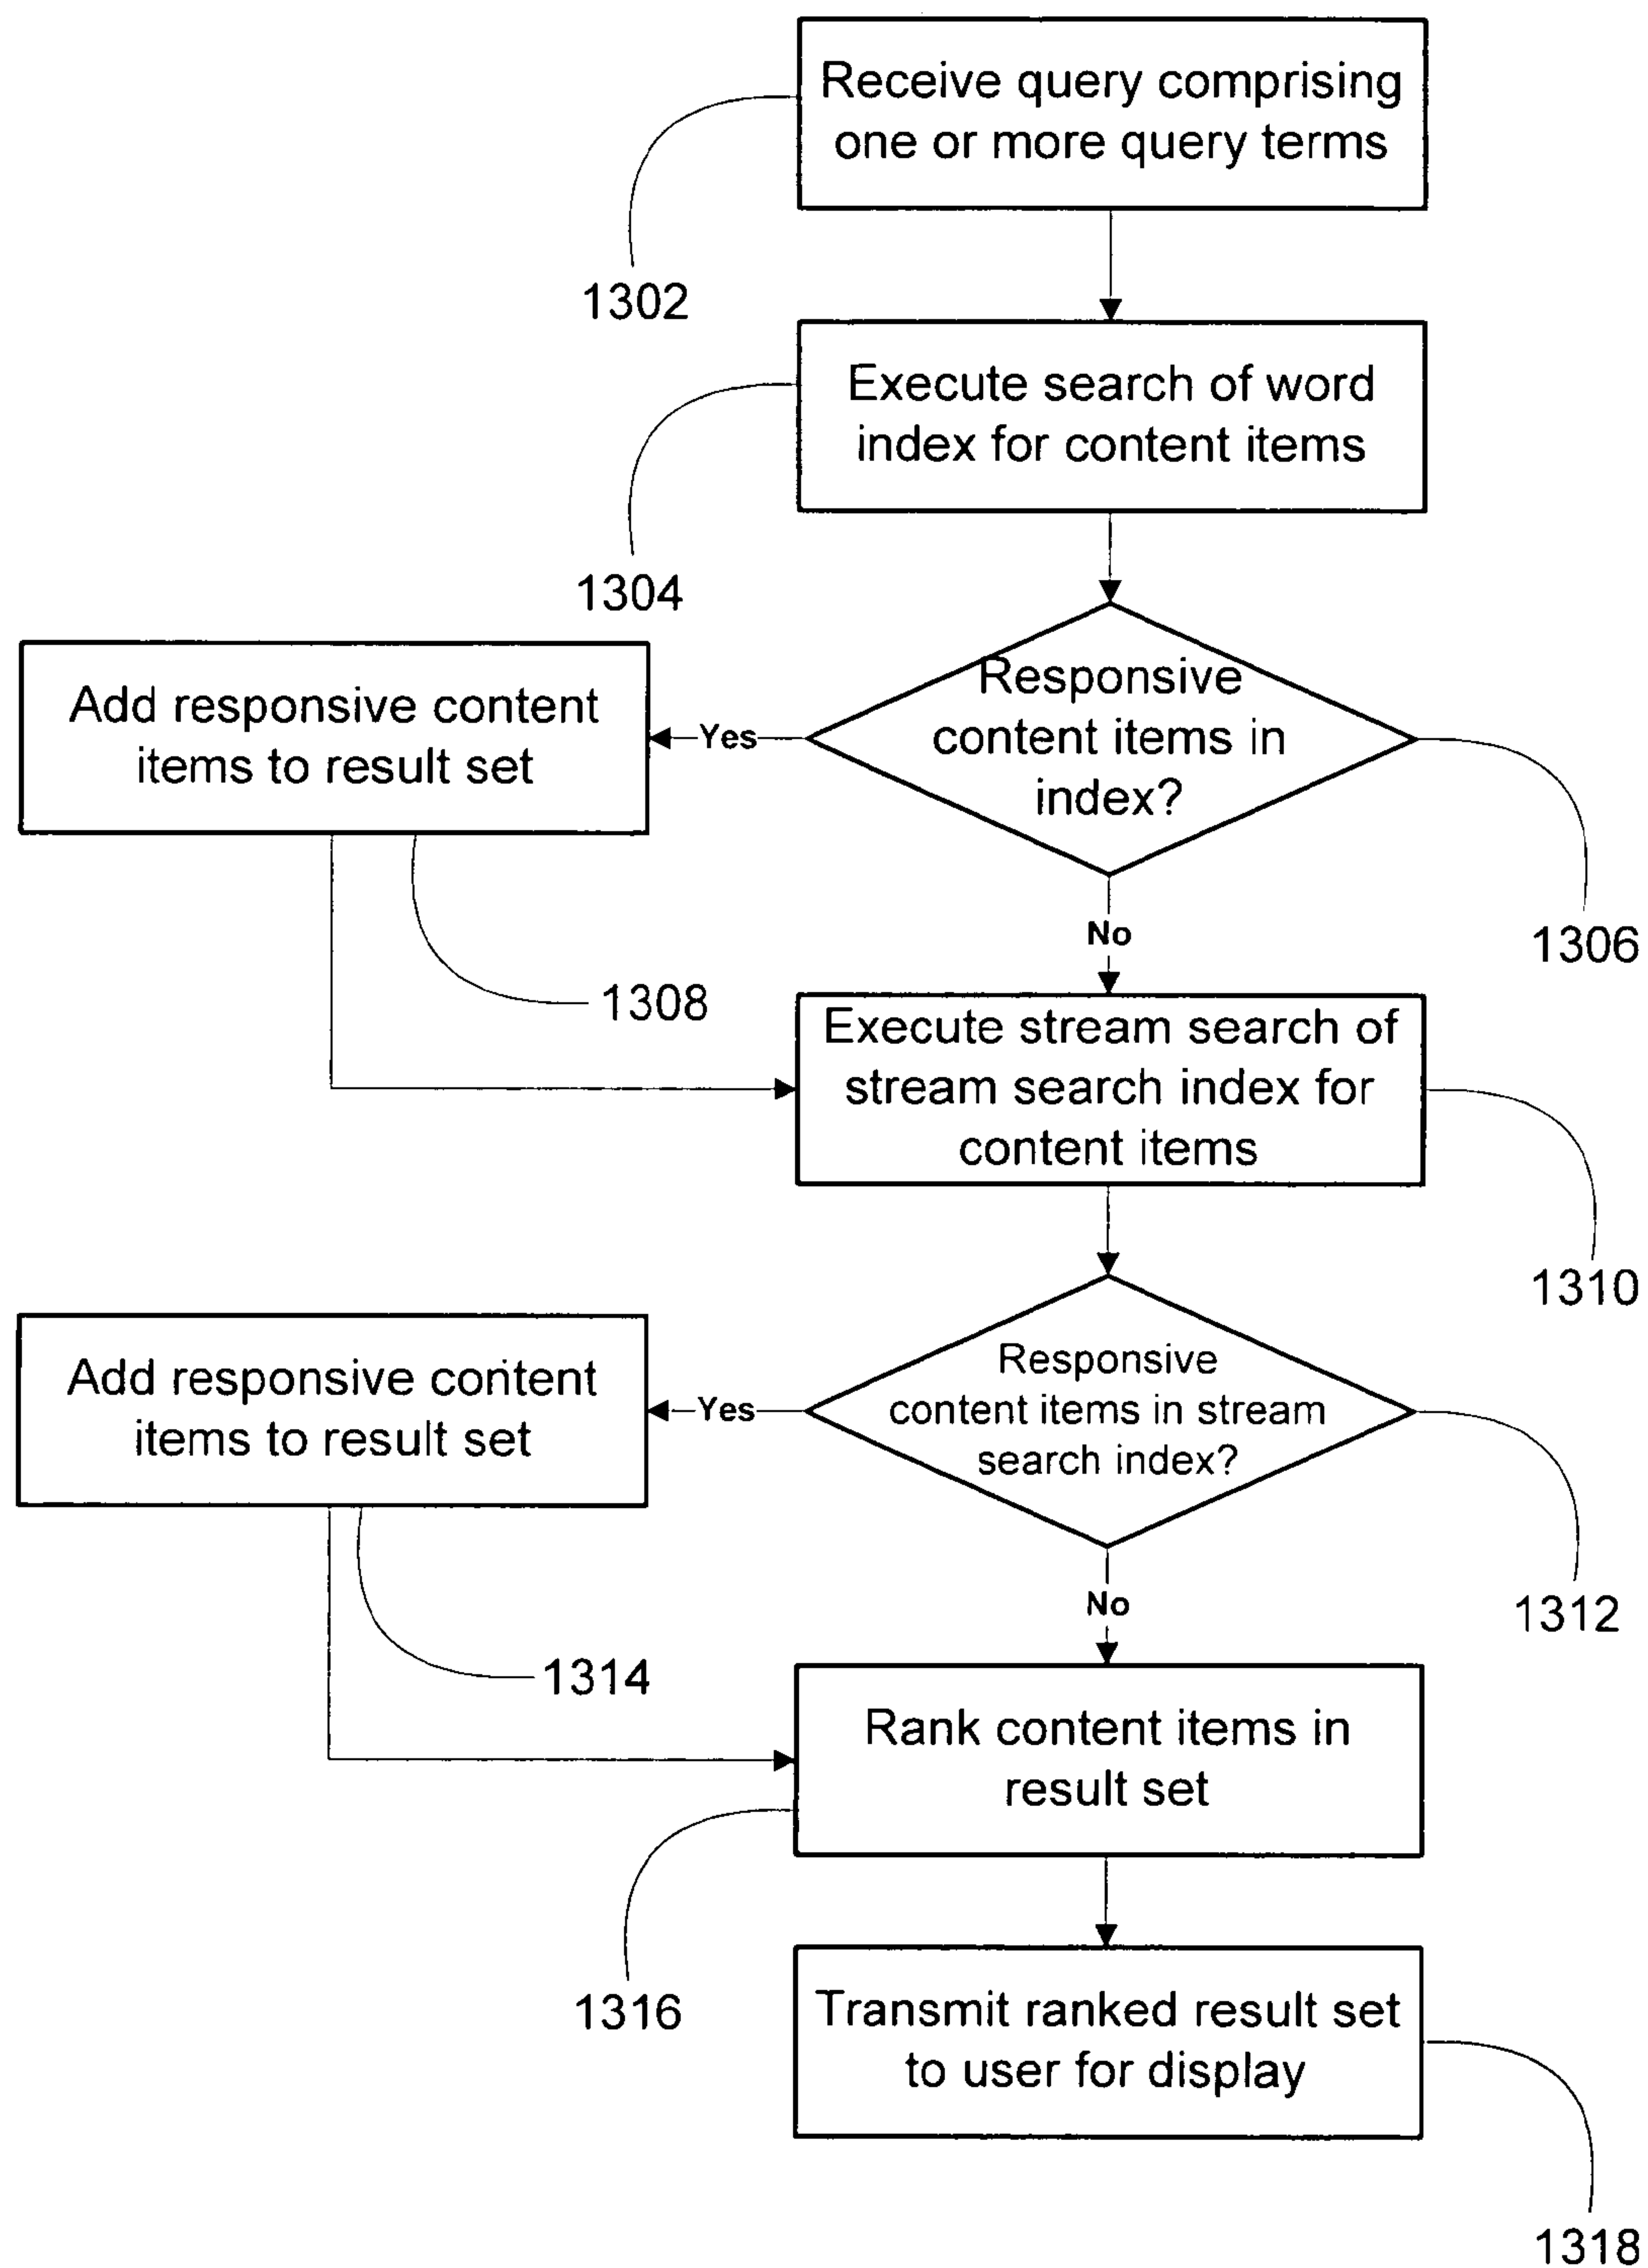 Receive query comprising
one or more query terms
1302
Execute search of word
index for content items
1304
Responsive
content items in
index?
Yes
Add responsive content
items to result set
1306
No
1308
Execute stream search of
stream search index for
content items
1310
Responsive
content items in stream
search index?
Yes
Add responsive content
items to result set
1312
No
1314
Rank content items in
result set
1316
Transmit ranked result set
to user for display
1318